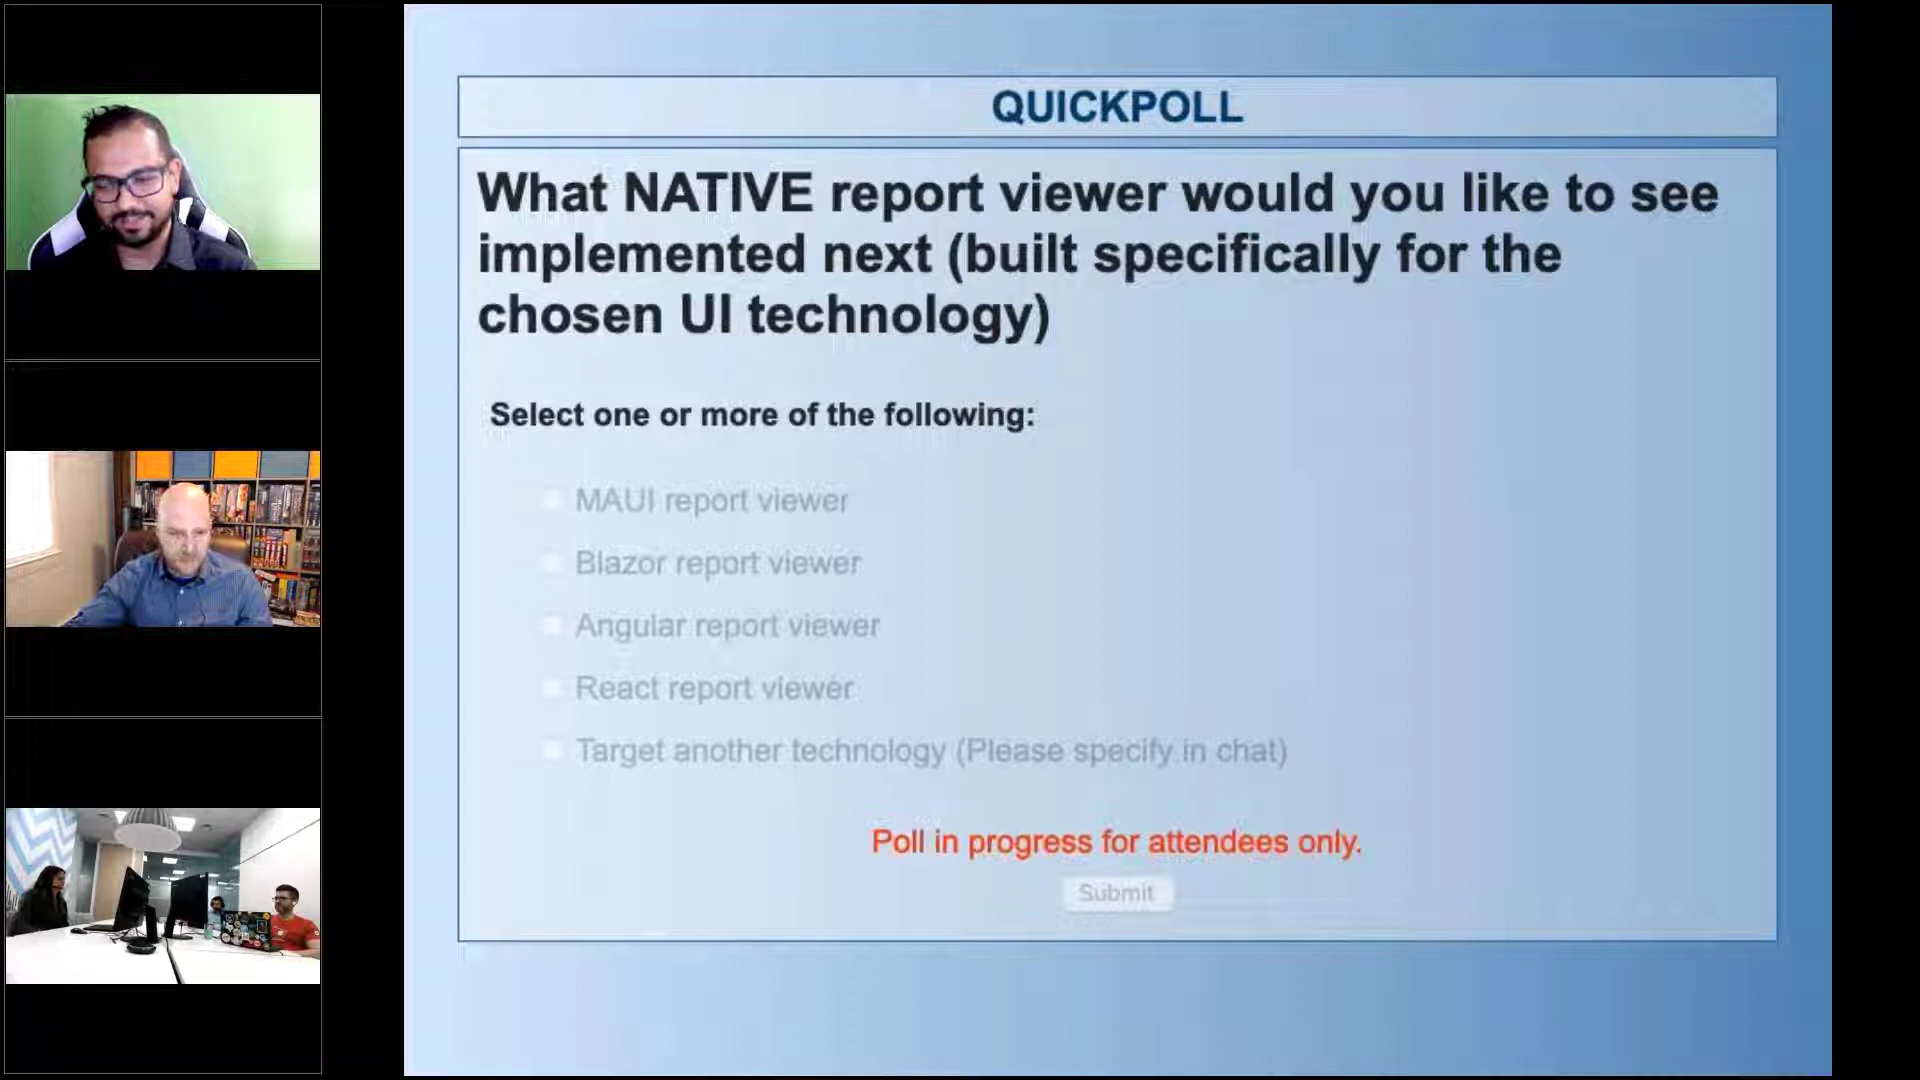 QUICKPOLL
What NATIVE report viewer would you like to see
implemented next (built specifically for the
chosen UI technology)
Select one or more of the following:
MAUI report viewer
Blazor report viewer
Angular report viewer
React report viewer
Target another technology (Please specify in chat)
Poll in progress for attendees only.
Submit